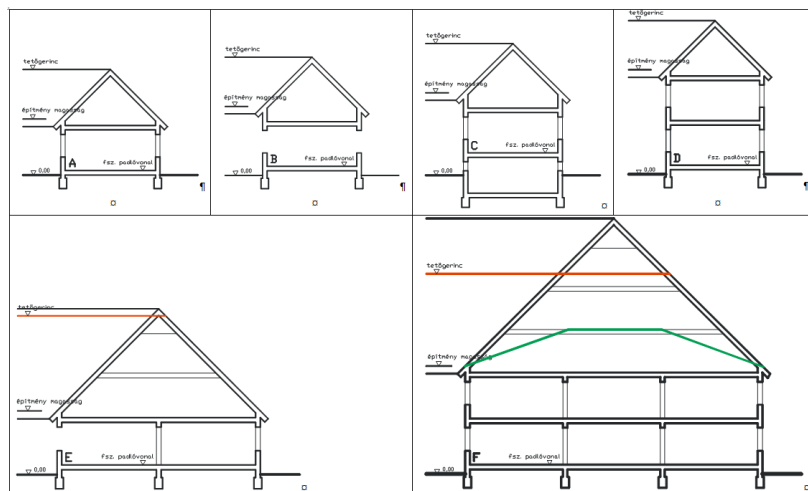 tetőgerinc
építmény magasság
A
fsz. padlóvonal
0,00
tetőgerinc
építmény magasság
B
fsz. padlóvonal
0,00
tetőgerinc
építmény magasság
C
fsz. padlóvonal
0,00
tetőgerinc
építmény magasság
D
fsz. padlóvonal
0,00
tetőgerinc
építmény magasság
E
fsz. padlóvonal
0,00
tetőgerinc
építmény magasság
F
fsz. padlóvonal
0,00